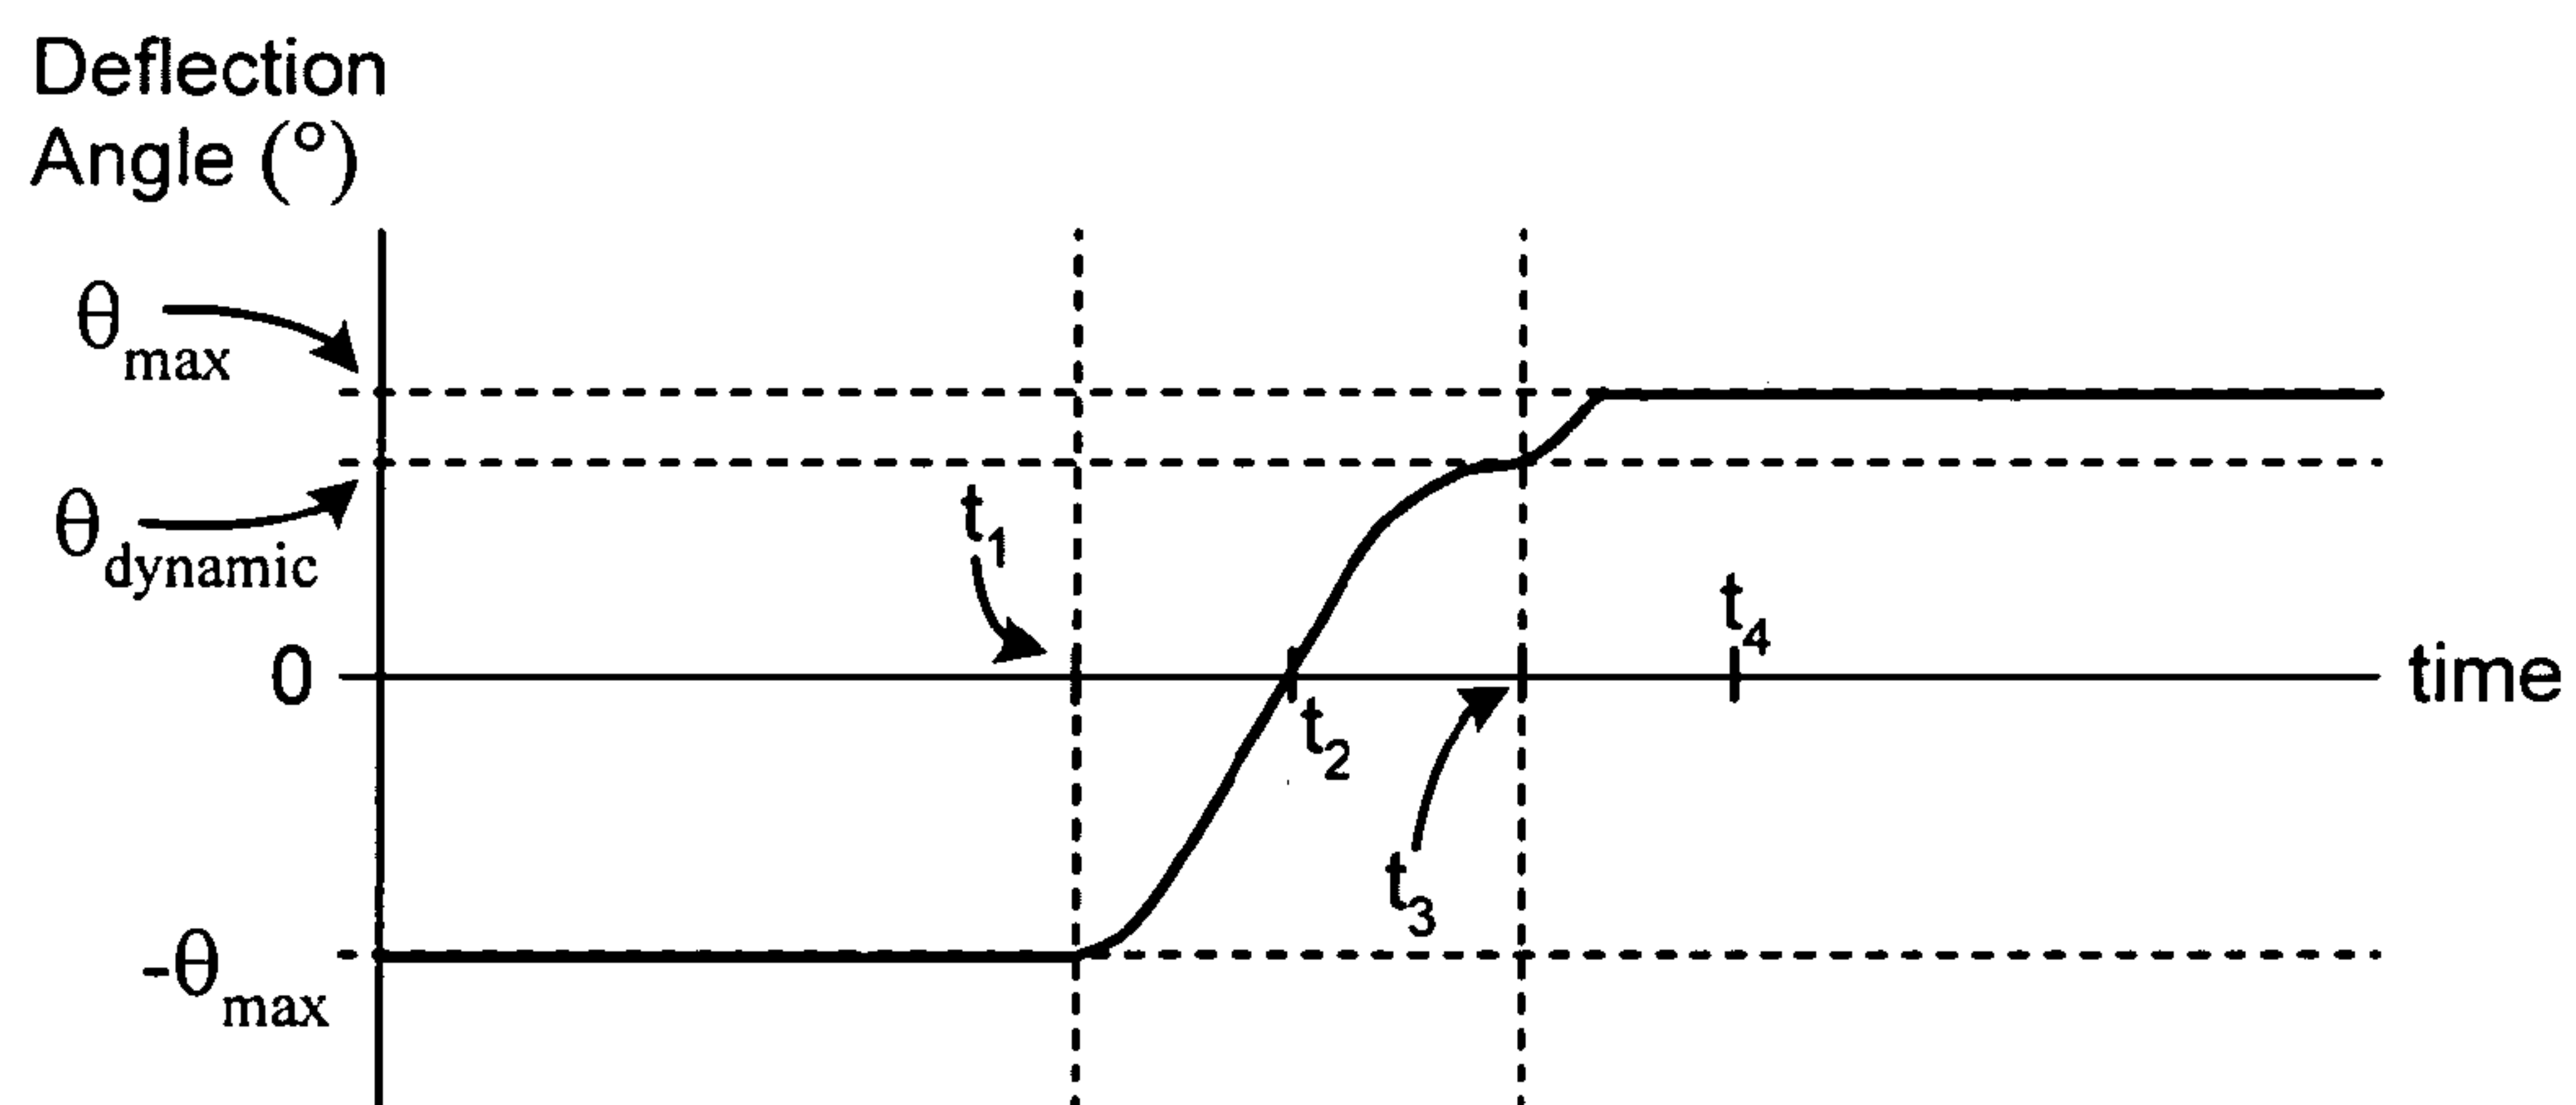 Deflection
Angle (°)
θmax
θdynamic
t1
t4
0
time
t2
t3
-θmax